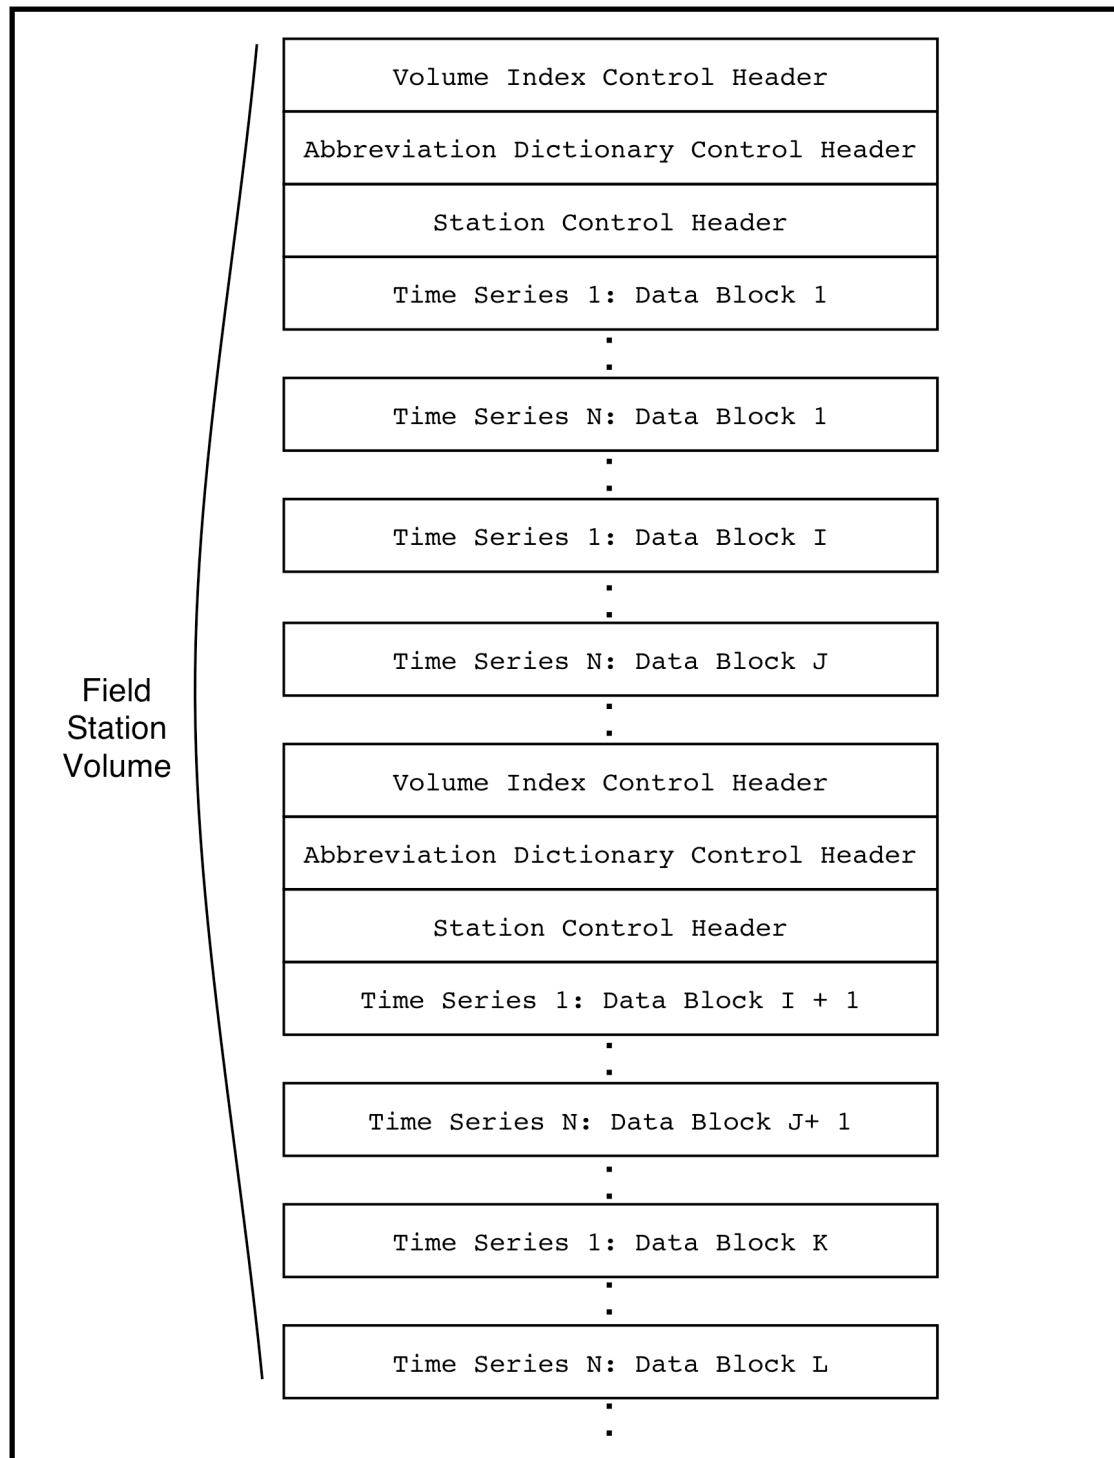 Volume Index Control Header
Abbreviation Dictionary Control Header
Station Control Header
Time Series 1: Data Block 1
Time Series N: Data Block 1
Time Series 1: Data Block I
Time Series N: Data Block J
Field
Station
Volume
Volume Index Control Header
Abbreviation Dictionary Control Header
Station Control Header
Time Series 1: Data Block I + 1
Time Series N: Data Block J+ 1
Time Series 1: Data Block K
Time Series N: Data Block L